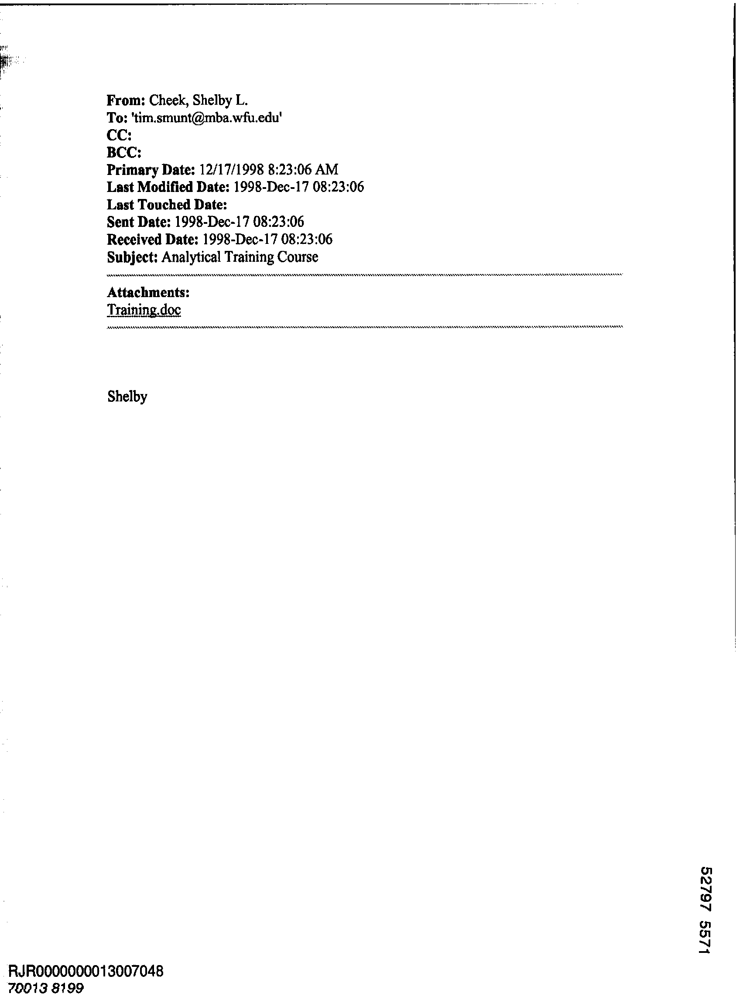 From: Cheek, Shelby L.
To: 'tim.smunt@mba.wfu.edu'
CC:
BCC:
Primary Date: 12/17/1998 8:23:06 AM
Last Modified Date: 1998-Dec-17 08:23:06
Last Touched Date:
Sent Date: 1998-Dec-17 08:23:06
Received Date: 1998-Dec-17 08:23:06
Subject: Analytical Training Course
Attachments:
Training.doc
Shelby
52797 5571
RJR0000000013007048
70013 8199